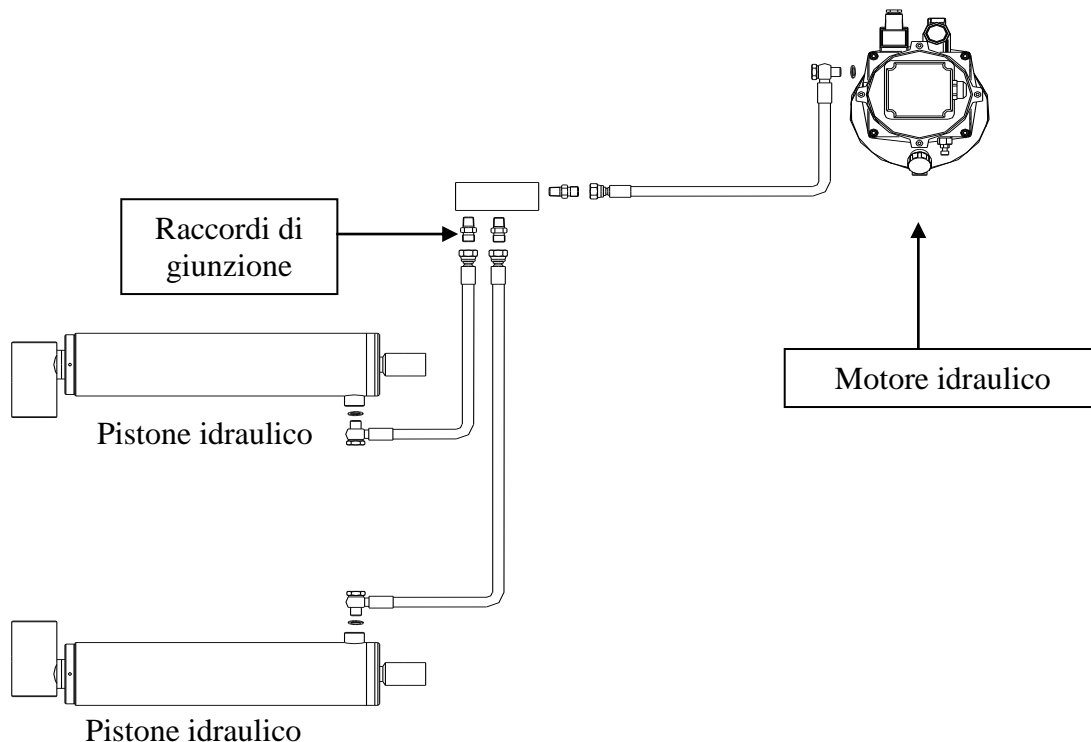 Raccordi di
giunzione
Motore idraulico
Pistone idraulico
Pistone idraulico